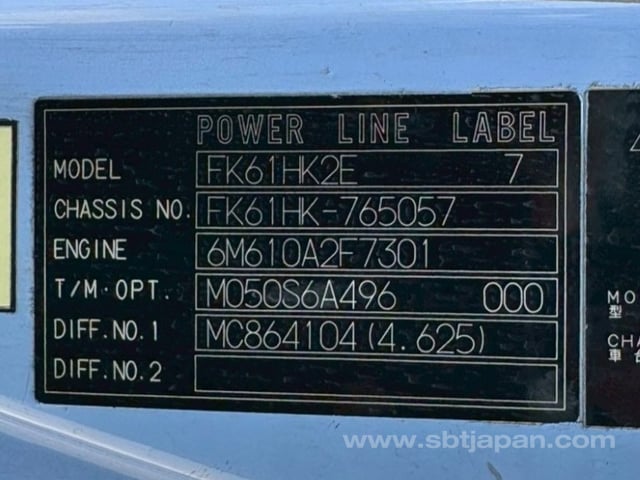 POWER LINE LABEL
MODEL FK61HK2E 7
CHASSIS NO. FK61HK-765057
ENGINE 6M610A2F7301
T/M·OPT. M050S6A496 000
DIFF.NO.1 MC864104(4.625)
DIFF.NO.2
MO
型
CHA
車台
www.sbtjapan.com